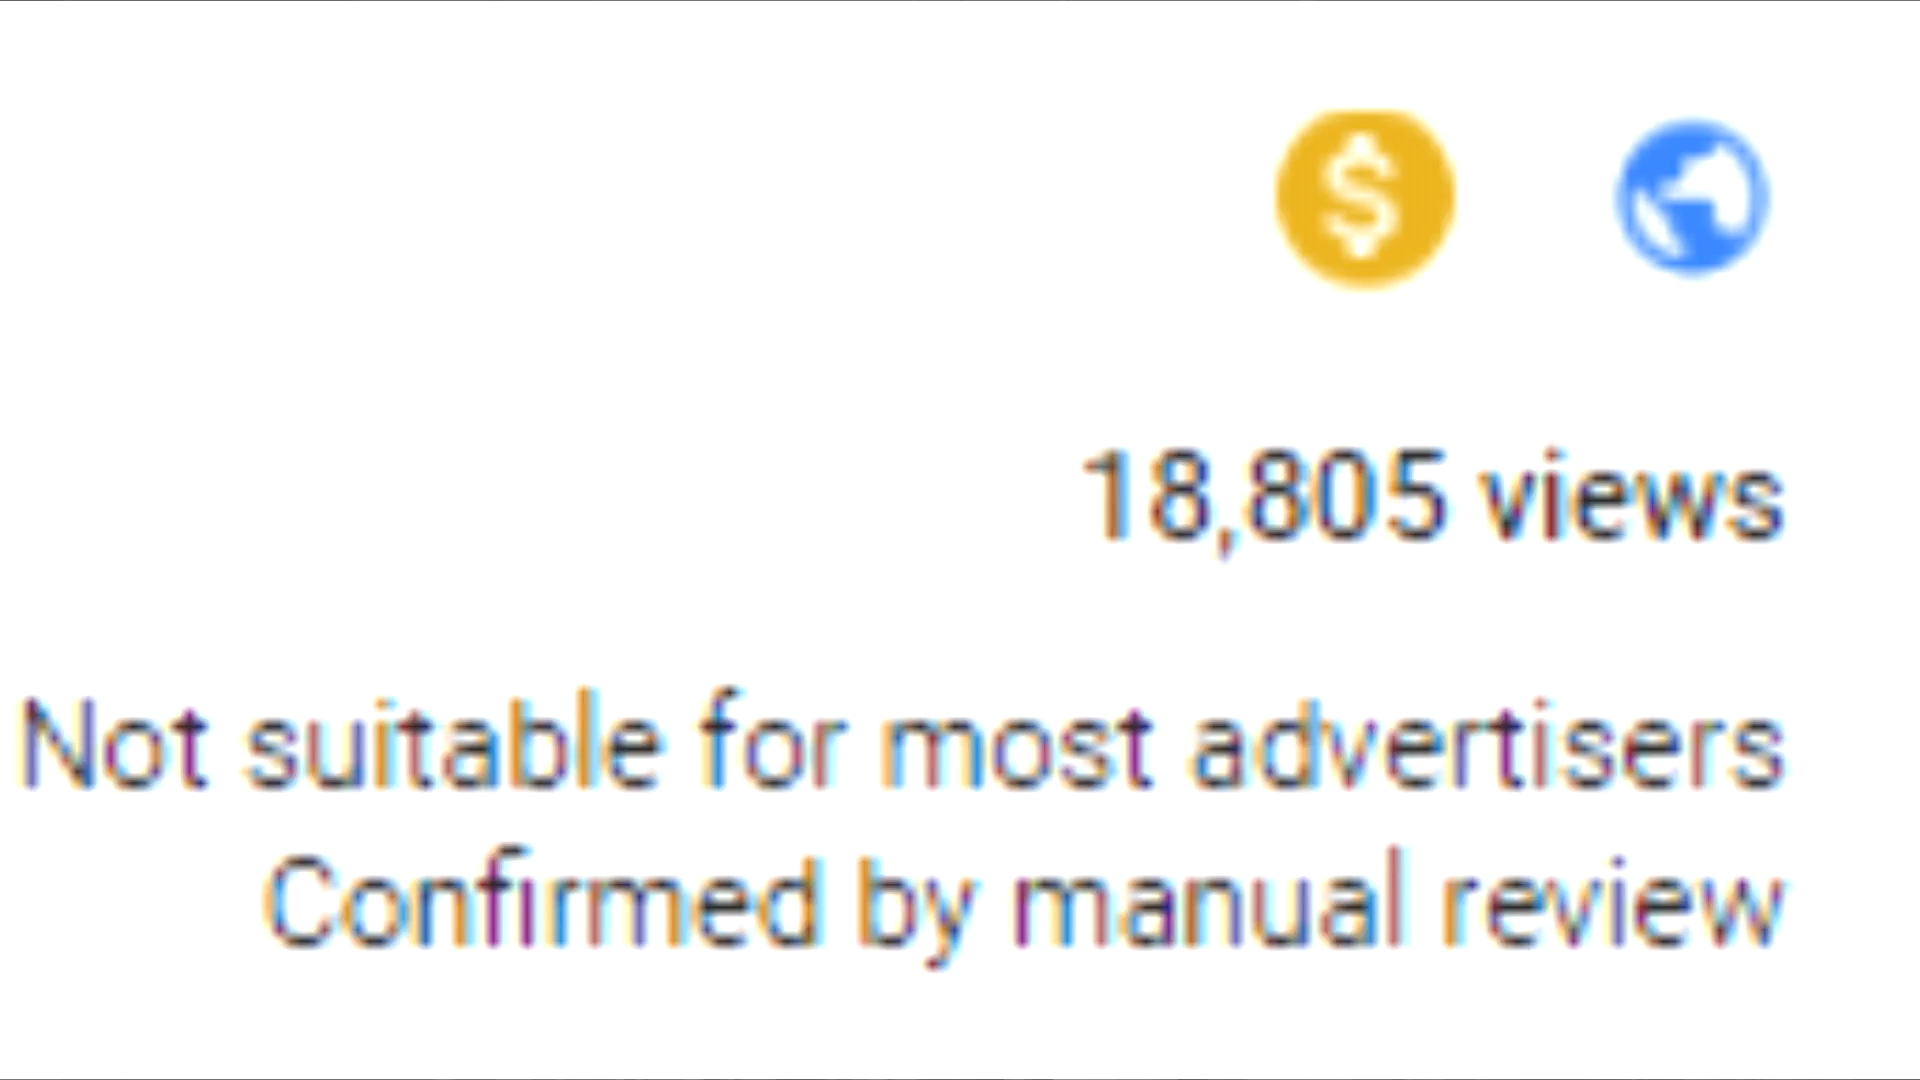 $
18,805 views
Not suitable for most advertisers
Confirmed by manual review